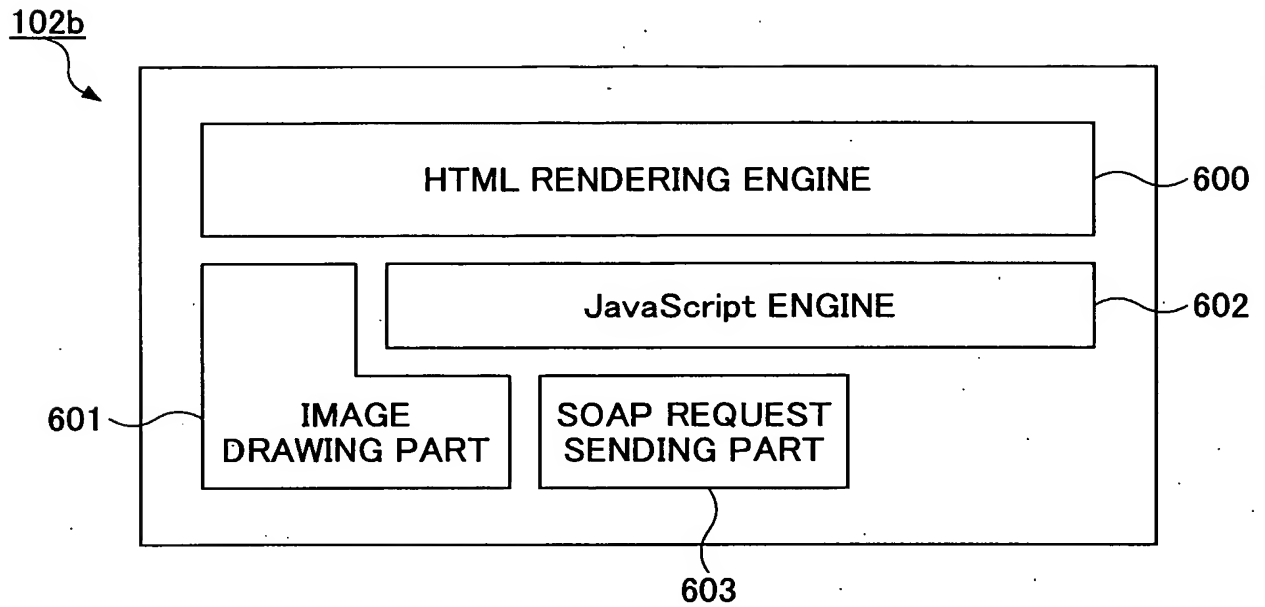 102b
HTML RENDERING ENGINE
600
JavaScript ENGINE
602
601
IMAGE
DRAWING PART
SOAP REQUEST
SENDING PART
603